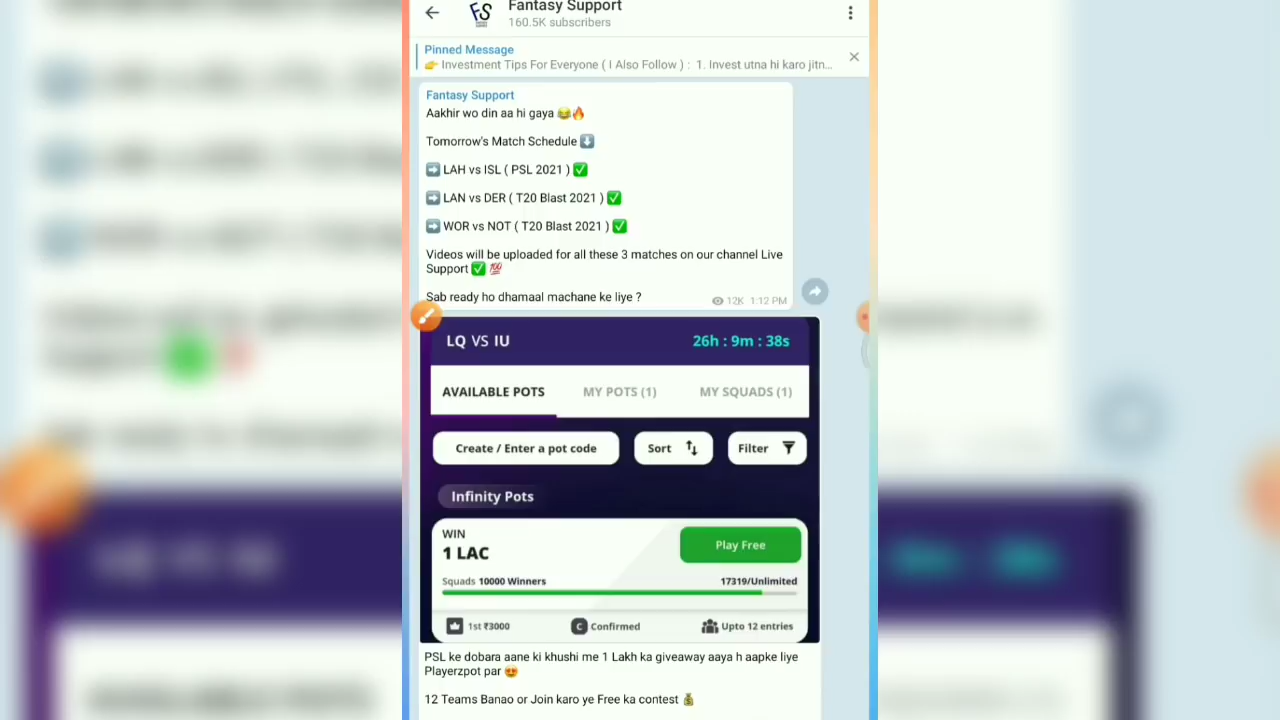 Fantasy Support
160.5K subscribers
Pinned Message
👉 Investment Tips For Everyone ( I Also Follow ) : 1. Invest utna hi karo jitn...
Fantasy Support
Aakhir wo din aa hi gaya 😂🔥
Tomorrow's Match Schedule ⬇️
➡️ LAH vs ISL ( PSL 2021 ) ✅
➡️ LAN vs DER ( T20 Blast 2021 ) ✅
➡️ WOR vs NOT ( T20 Blast 2021 ) ✅
Videos will be uploaded for all these 3 matches on our channel Live
Support ✅ 💯
Sab ready ho dhamaal machane ke liye ?
12K 1:12 PM
LQ VS IU 26h : 9m : 38s
AVAILABLE POTS MY POTS (1) MY SQUADS (1)
Create / Enter a pot code Sort Filter
Infinity Pots
WIN
1 LAC
Play Free
Squads 10000 Winners 17319/Unlimited
1st ₹3000 C Confirmed Upto 12 entries
PSL ke dobara aane ki khushi me 1 Lakh ka giveaway aaya h aapke liye
Playerzpot par 😍
12 Teams Banao or Join karo ye Free ka contest 💰